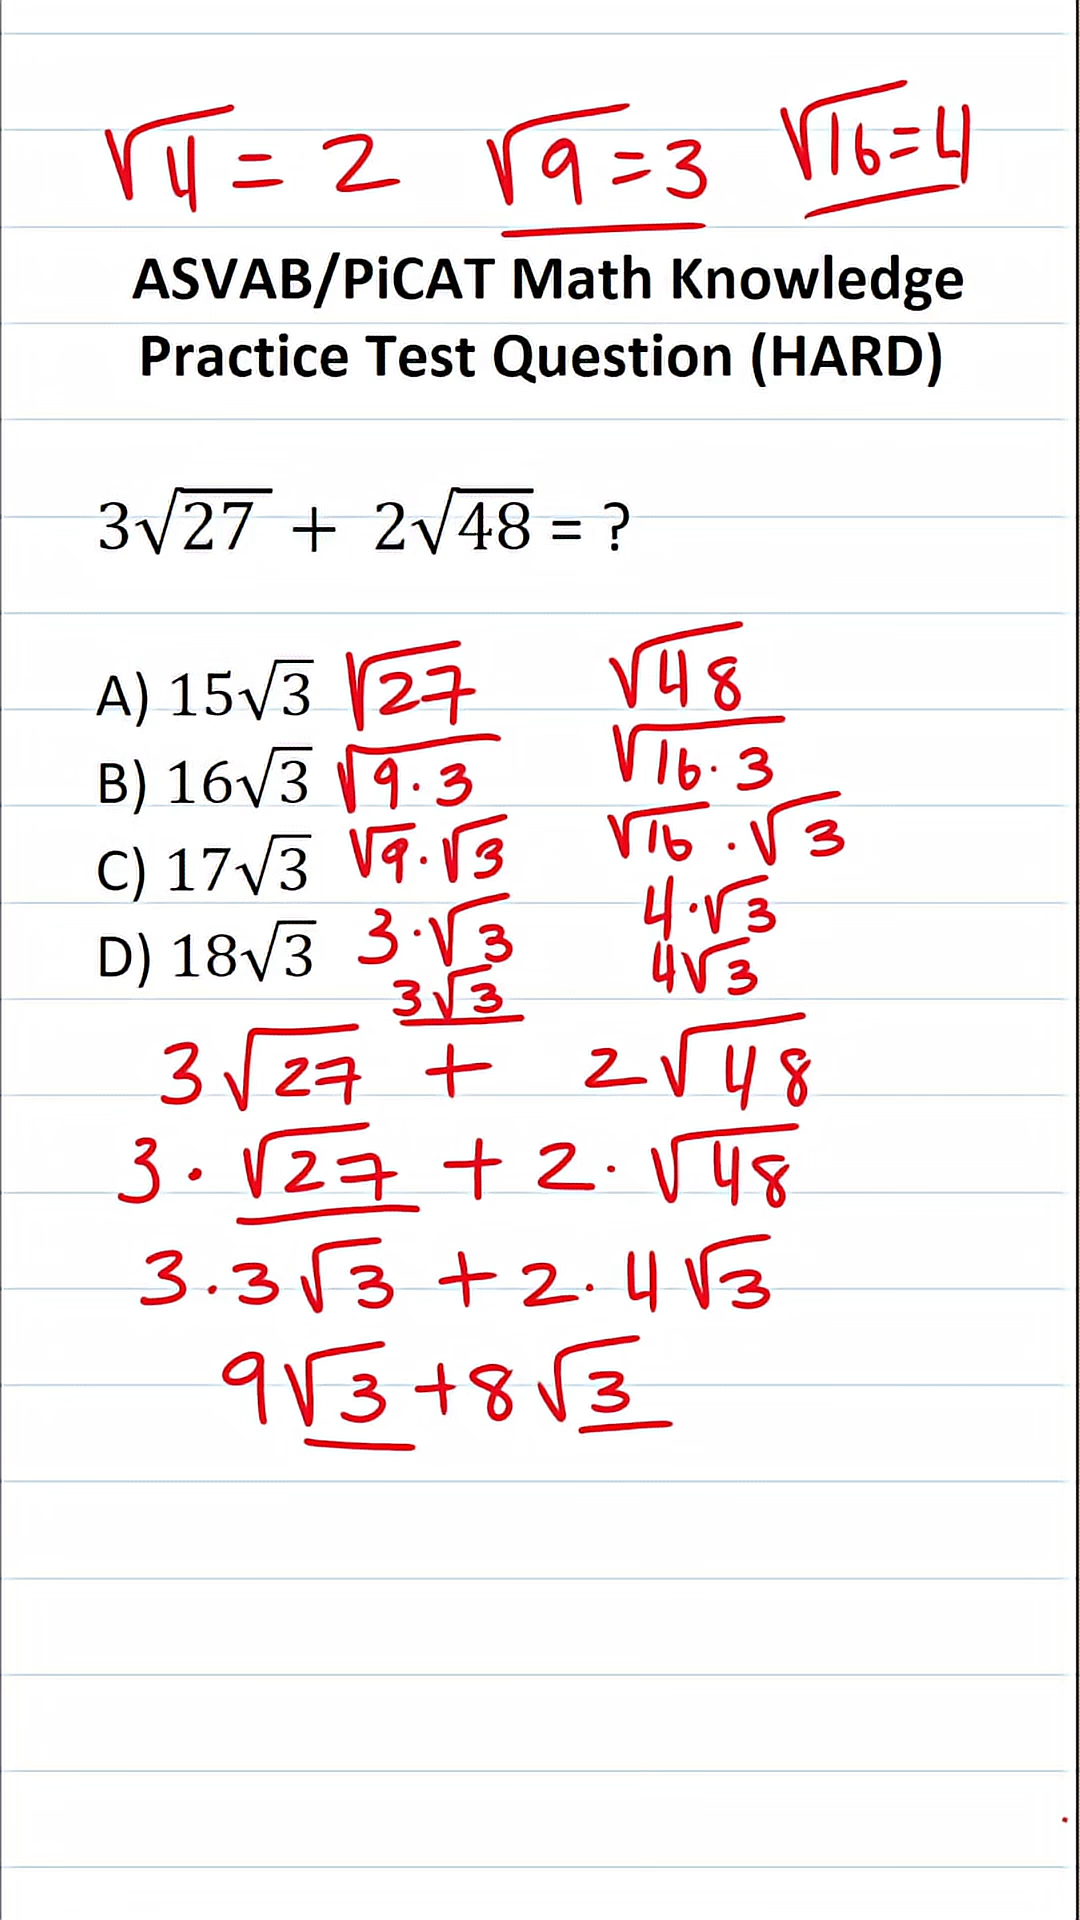 √4 = 2 √9 = 3 √16 = 4
ASVAB/PiCAT Math Knowledge
Practice Test Question (HARD)
3√27 + 2√48 = ?
A) 15√3 √27 √48
B) 16√3 √9·3 √16·3
C) 17√3 √9·√3 √16·√3
D) 18√3 3·√3 4·√3
3√3 4√3
3√27 + 2√48
3·√27 + 2·√48
3·3√3 + 2·4√3
9√3 + 8√3